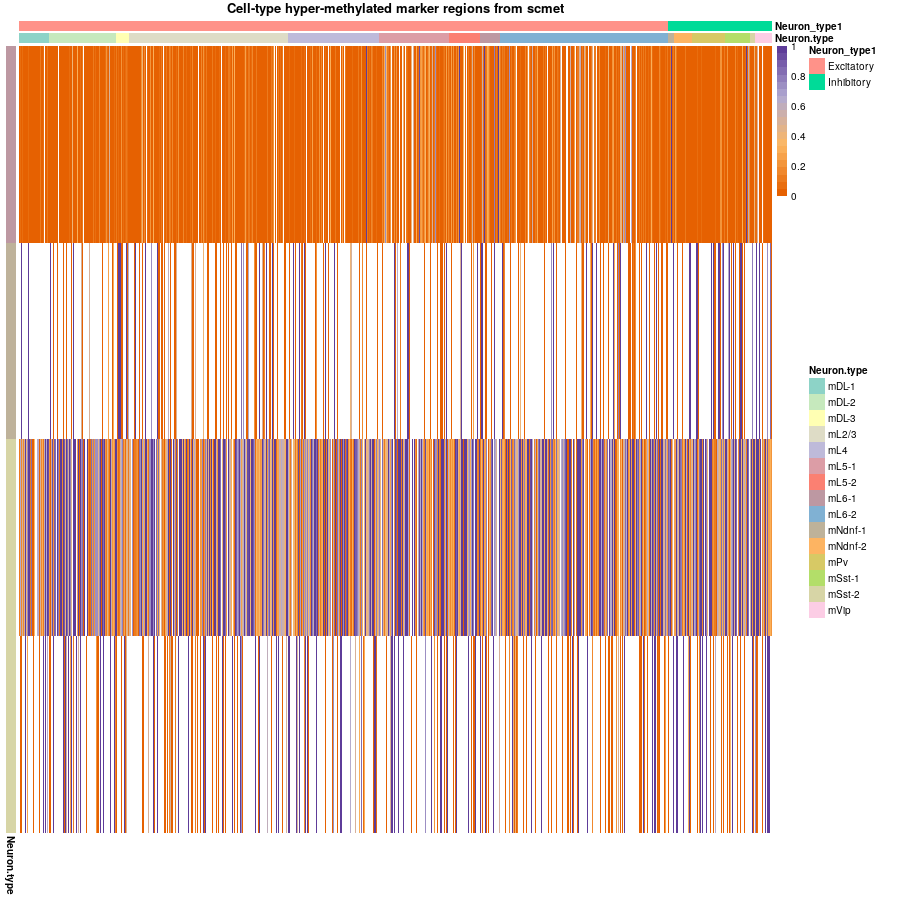 Cell-type hyper-methylated marker regions from scmet
Neuron_type1
Neuron.type
1
0.8
0.6
0.4
0.2
0
Neuron_type1
Excitatory
Inhibitory
Neuron.type
mDL-1
mDL-2
mDL-3
mL2/3
mL4
mL5-1
mL5-2
mL6-1
mL6-2
mNdnf-1
mNdnf-2
mPv
mSst-1
mSst-2
mVip
Neuron.type